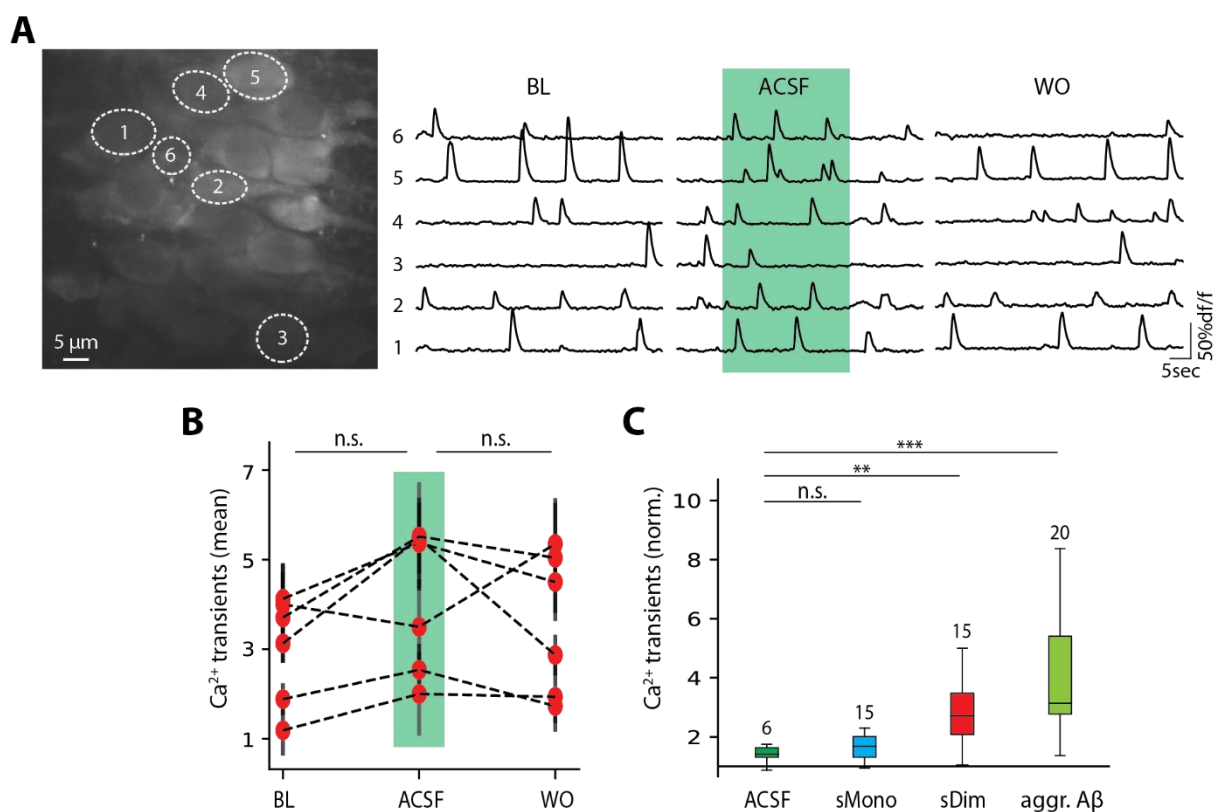 A
5
4
1
6
2
3
5 µm
BL ACSF WO
6
5
4
3
2
1
50%df/f
5sec
B
n.s. n.s.
Ca²⁺ transients (mean)
7
5
3
1
BL ACSF WO
C
***
**
n.s.
Ca²⁺ transients (norm.)
10
8
6
4
2
6 15 15 20
ACSF sMono sDim aggr. Aβ